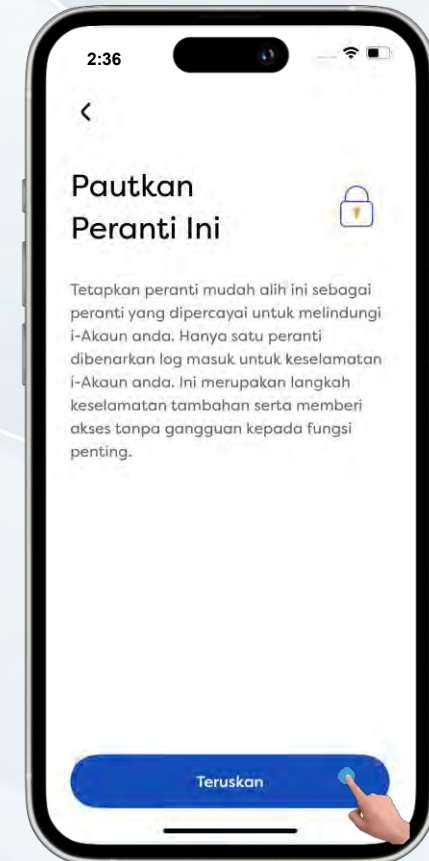 2:36
Pautkan
Peranti Ini
Tetapkan peranti mudah alih ini sebagai
peranti yang dipercayai untuk melindungi
i-Akaun anda. Hanya satu peranti
dibenarkan log masuk untuk keselamatan
i-Akaun anda. Ini merupakan langkah
keselamatan tambahan serta memberi
akses tanpa gangguan kepada fungsi
penting.
Teruskan